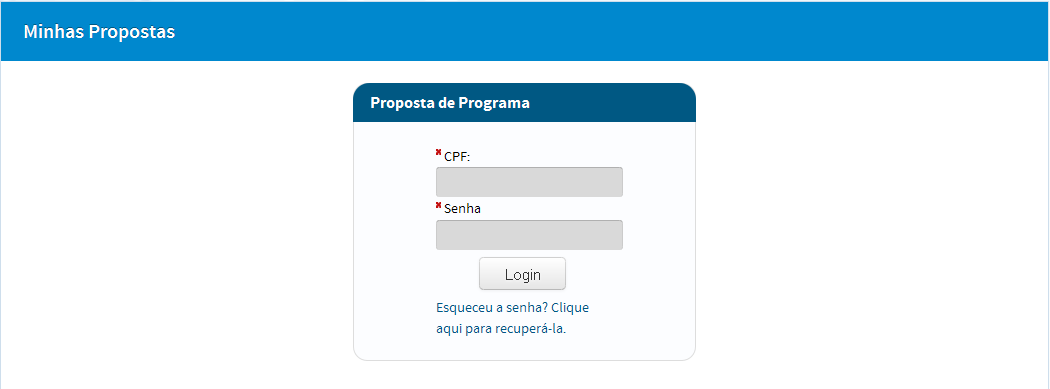 Minhas Propostas
Proposta de Programa
CPF:
Senha
Login
Esqueceu a senha? Clique
aqui para recuperá-la.